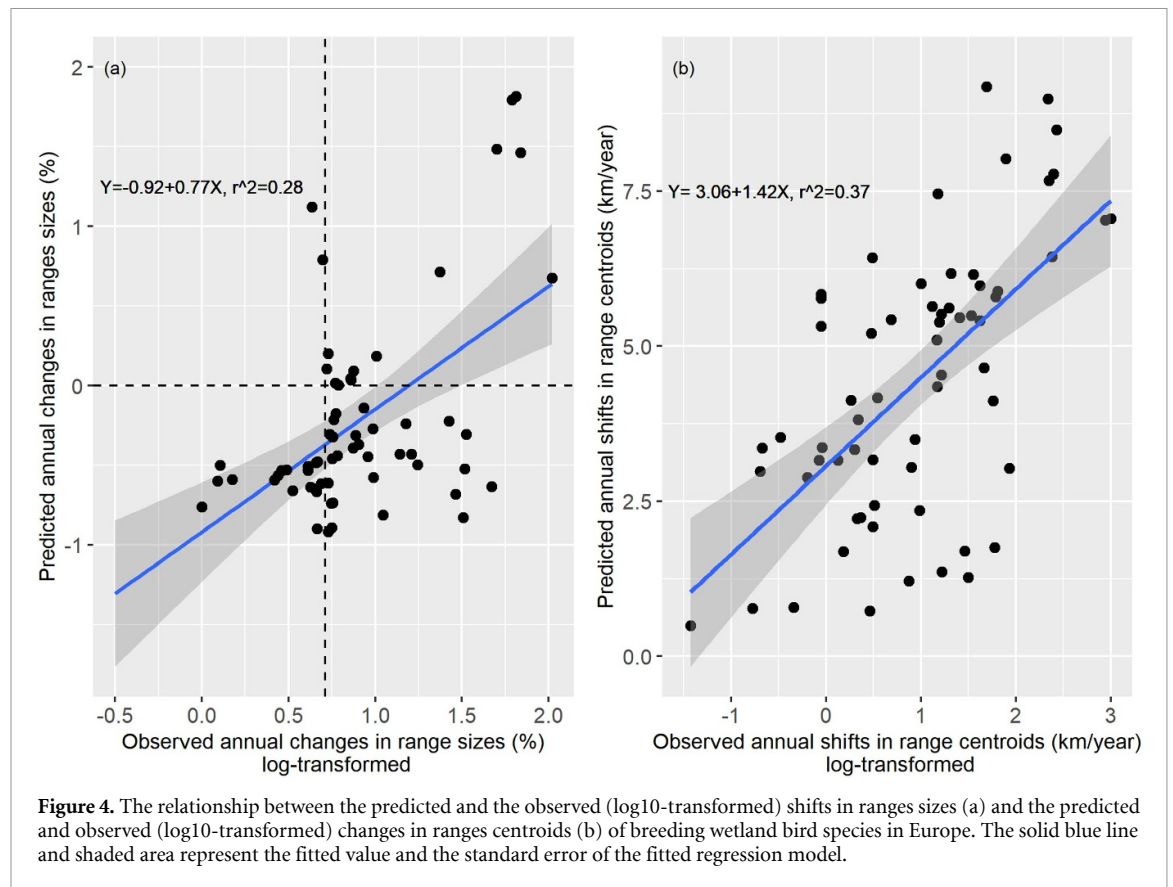 (a)
Y=-0.92+0.77X, r^2=0.28
Predicted annual changes in ranges sizes (%)
2
1
0
-1
-0.5 0.0 0.5 1.0 1.5 2.0
Observed annual changes in range sizes (%)
log-transformed
(b)
Y= 3.06+1.42X, r^2=0.37
Predicted annual shifts in range centroids (km/year)
7.5
5.0
2.5
0.0
-1 0 1 2 3
Observed annual shifts in range centroids (km/year)
log-transformed
Figure 4. The relationship between the predicted and the observed (log10-transformed) shifts in ranges sizes (a) and the predicted
and observed (log10-transformed) changes in ranges centroids (b) of breeding wetland bird species in Europe. The solid blue line
and shaded area represent the fitted value and the standard error of the fitted regression model.